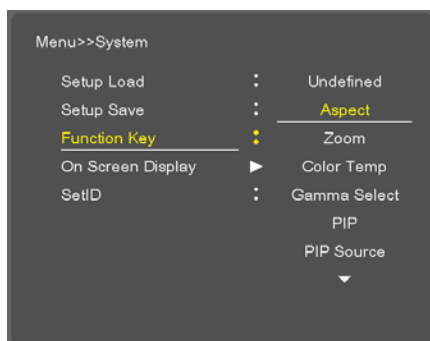 Menu>>System
Setup Load : Undefined
Setup Save : Aspect
Function Key : Zoom
On Screen Display ▶ Color Temp
SetID : Gamma Select
PIP
PIP Source